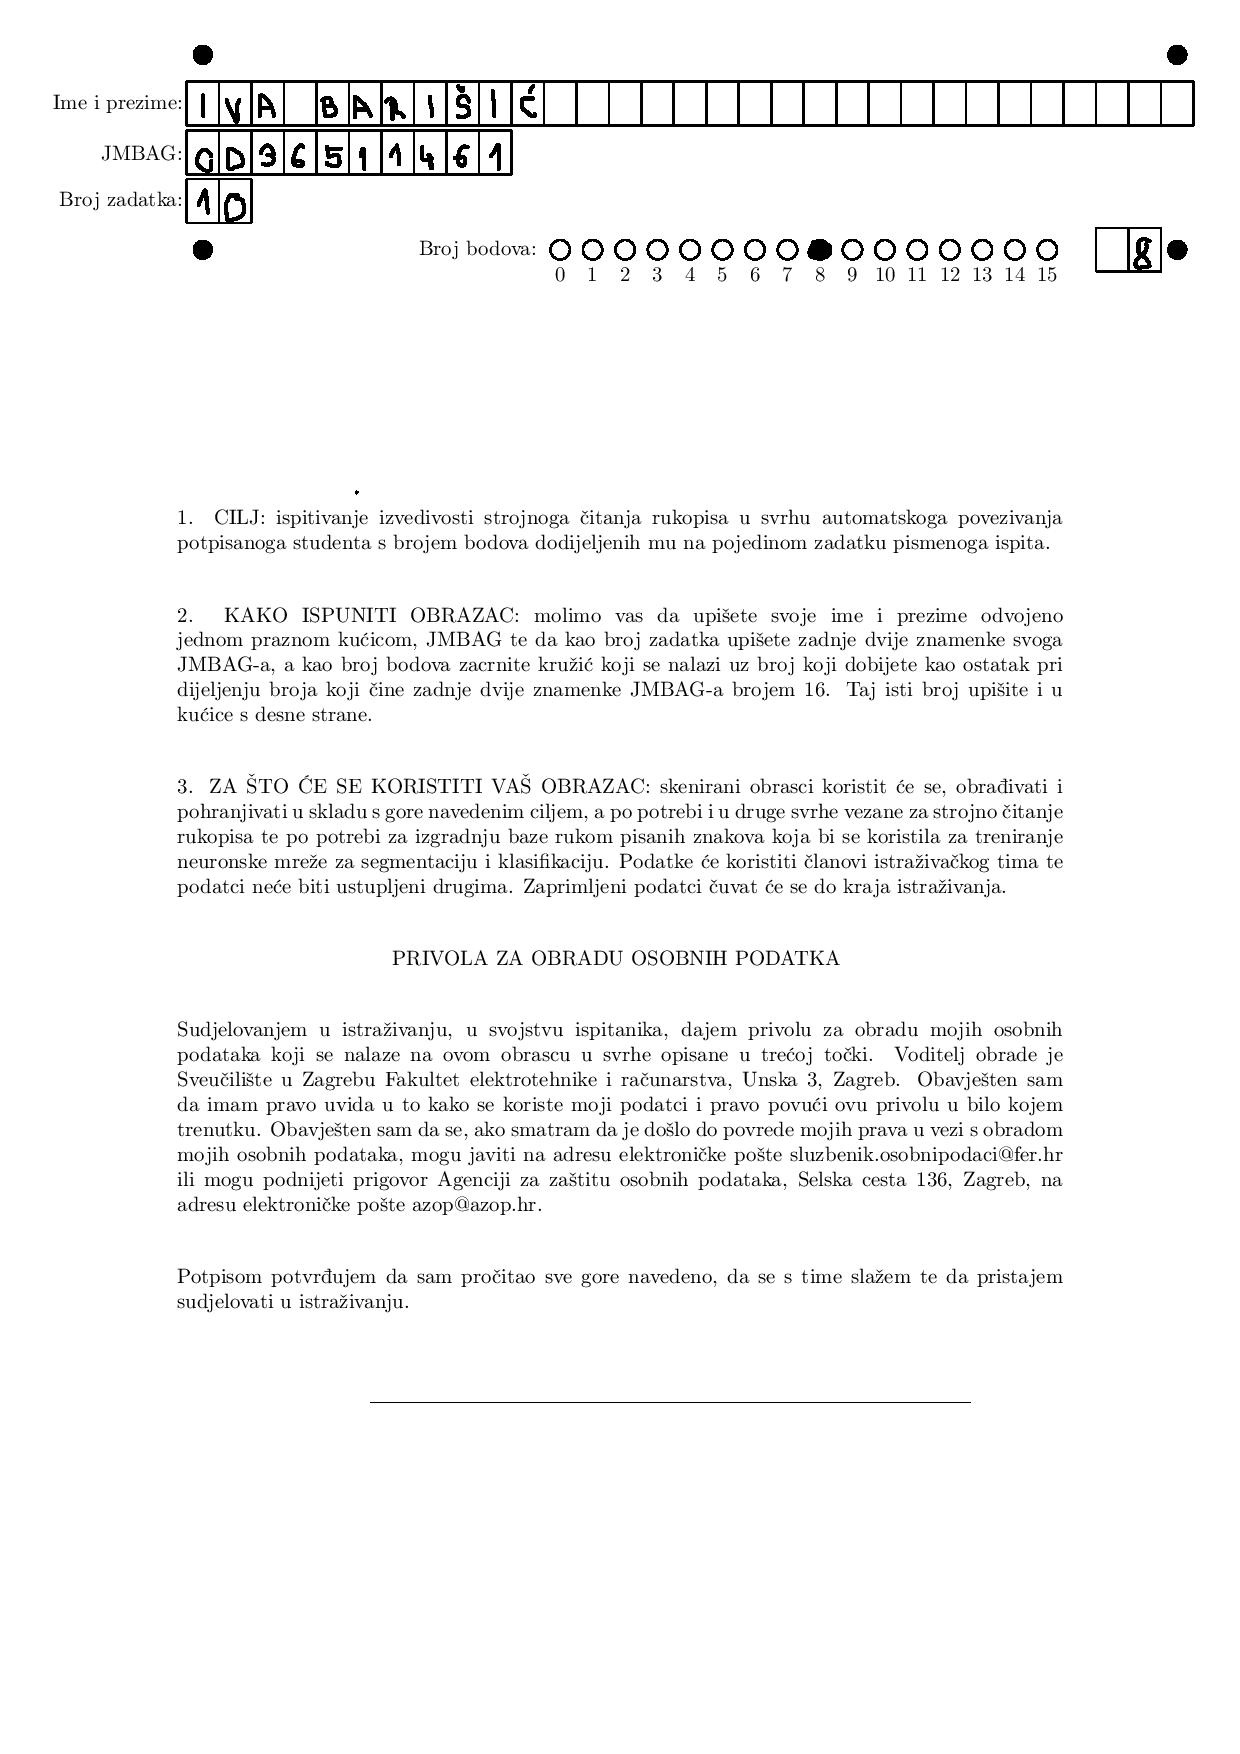 Ime i prezime: IVA BARIŠIĆ
JMBAG: 0036511461
Broj zadatka: 10
Broj bodova: 8
0 1 2 3 4 5 6 7 8 9 10 11 12 13 14 15
1. CILJ: ispitivanje izvedivosti strojnoga čitanja rukopisa u svrhu automatskoga povezivanja
potpisanoga studenta s brojem bodova dodijeljenih mu na pojedinom zadatku pismenoga ispita.
2. KAKO ISPUNITI OBRAZAC: molimo vas da upišete svoje ime i prezime odvojeno
jednom praznom kućicom, JMBAG te da kao broj zadatka upišete zadnje dvije znamenke svoga
JMBAG-a, a kao broj bodova zacrnite kružić koji se nalazi uz broj koji dobijete kao ostatak pri
dijeljenju broja koji čine zadnje dvije znamenke JMBAG-a brojem 16. Taj isti broj upišite i u
kućice s desne strane.
3. ZA ŠTO ĆE SE KORISTITI VAŠ OBRAZAC: skenirani obrasci koristit će se, obrađivati i
pohranjivati u skladu s gore navedenim ciljem, a po potrebi i u druge svrhe vezane za strojno čitanje
rukopisa te po potrebi za izgradnju baze rukom pisanih znakova koja bi se koristila za treniranje
neuronske mreže za segmentaciju i klasifikaciju. Podatke će koristiti članovi istraživačkog tima te
podatci neće biti ustupljeni drugima. Zaprimljeni podatci čuvat će se do kraja istraživanja.
PRIVOLA ZA OBRADU OSOBNIH PODATKA
Sudjelovanjem u istraživanju, u svojstvu ispitanika, dajem privolu za obradu mojih osobnih
podataka koji se nalaze na ovom obrascu u svrhe opisane u trećoj točki. Voditelj obrade je
Sveučilište u Zagrebu Fakultet elektrotehnike i računarstva, Unska 3, Zagreb. Obavješten sam
da imam pravo uvida u to kako se koriste moji podatci i pravo povući ovu privolu u bilo kojem
trenutku. Obavješten sam da se, ako smatram da je došlo do povrede mojih prava u vezi s obradom
mojih osobnih podataka, mogu javiti na adresu elektroničke pošte sluzbenik.osobnipodaci@fer.hr
ili mogu podnijeti prigovor Agenciji za zaštitu osobnih podataka, Selska cesta 136, Zagreb, na
adresu elektroničke pošte azop@azop.hr.
Potpisom potvrđujem da sam pročitao sve gore navedeno, da se s time slažem te da pristajem
sudjelovati u istraživanju.